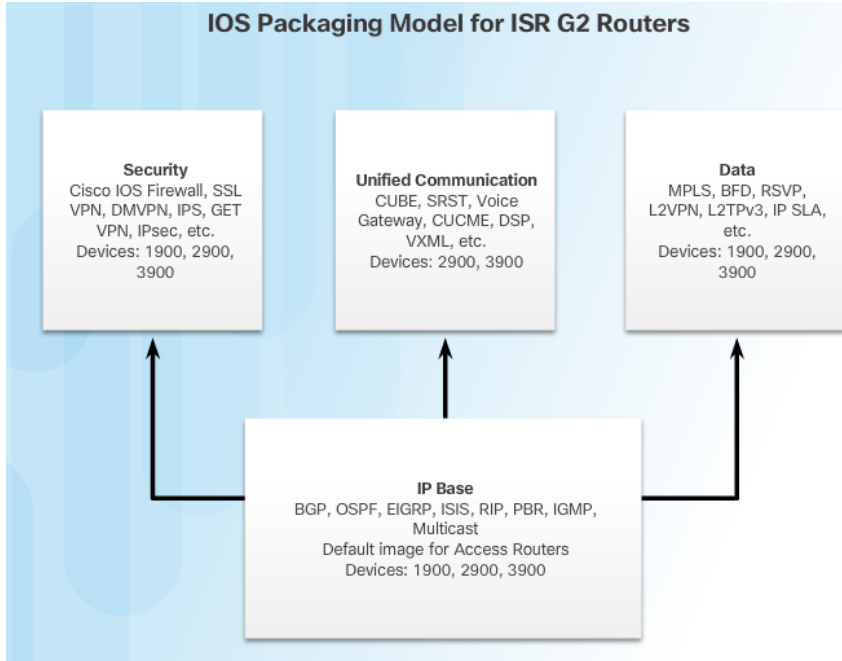 IOS Packaging Model for ISR G2 Routers
Security
Cisco IOS Firewall, SSL
VPN, DMVPN, IPS, GET
VPN, IPsec, etc.
Devices: 1900, 2900,
3900
Unified Communication
CUBE, SRST, Voice
Gateway, CUCME, DSP,
VXML, etc.
Devices: 2900, 3900
Data
MPLS, BFD, RSVP,
L2VPN, L2TPv3, IP SLA,
etc.
Devices: 1900, 2900,
3900
IP Base
BGP, OSPF, EIGRP, ISIS, RIP, PBR, IGMP,
Multicast
Default image for Access Routers
Devices: 1900, 2900, 3900